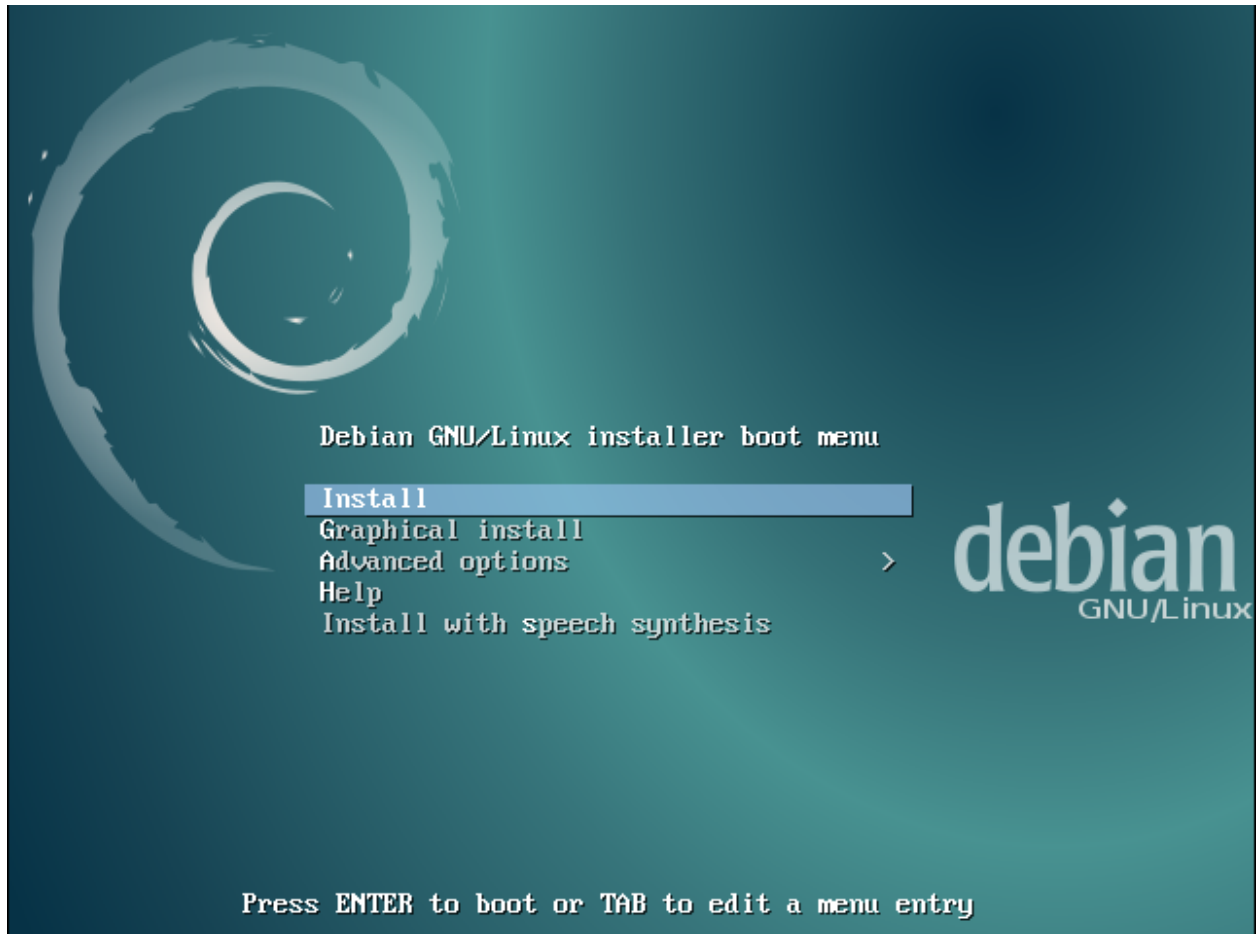 Debian GNU/Linux installer boot menu
Install
Graphical install
Advanced options >
Help
Install with speech synthesis
debian
GNU/Linux
Press ENTER to boot or TAB to edit a menu entry